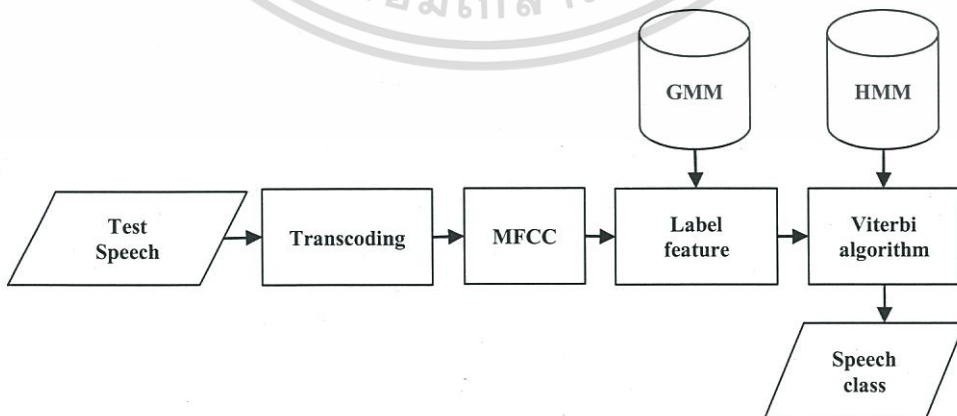 GMM
HMM
Test
Speech
Transcoding
MFCC
Label
feature
Viterbi
algorithm
Speech
class